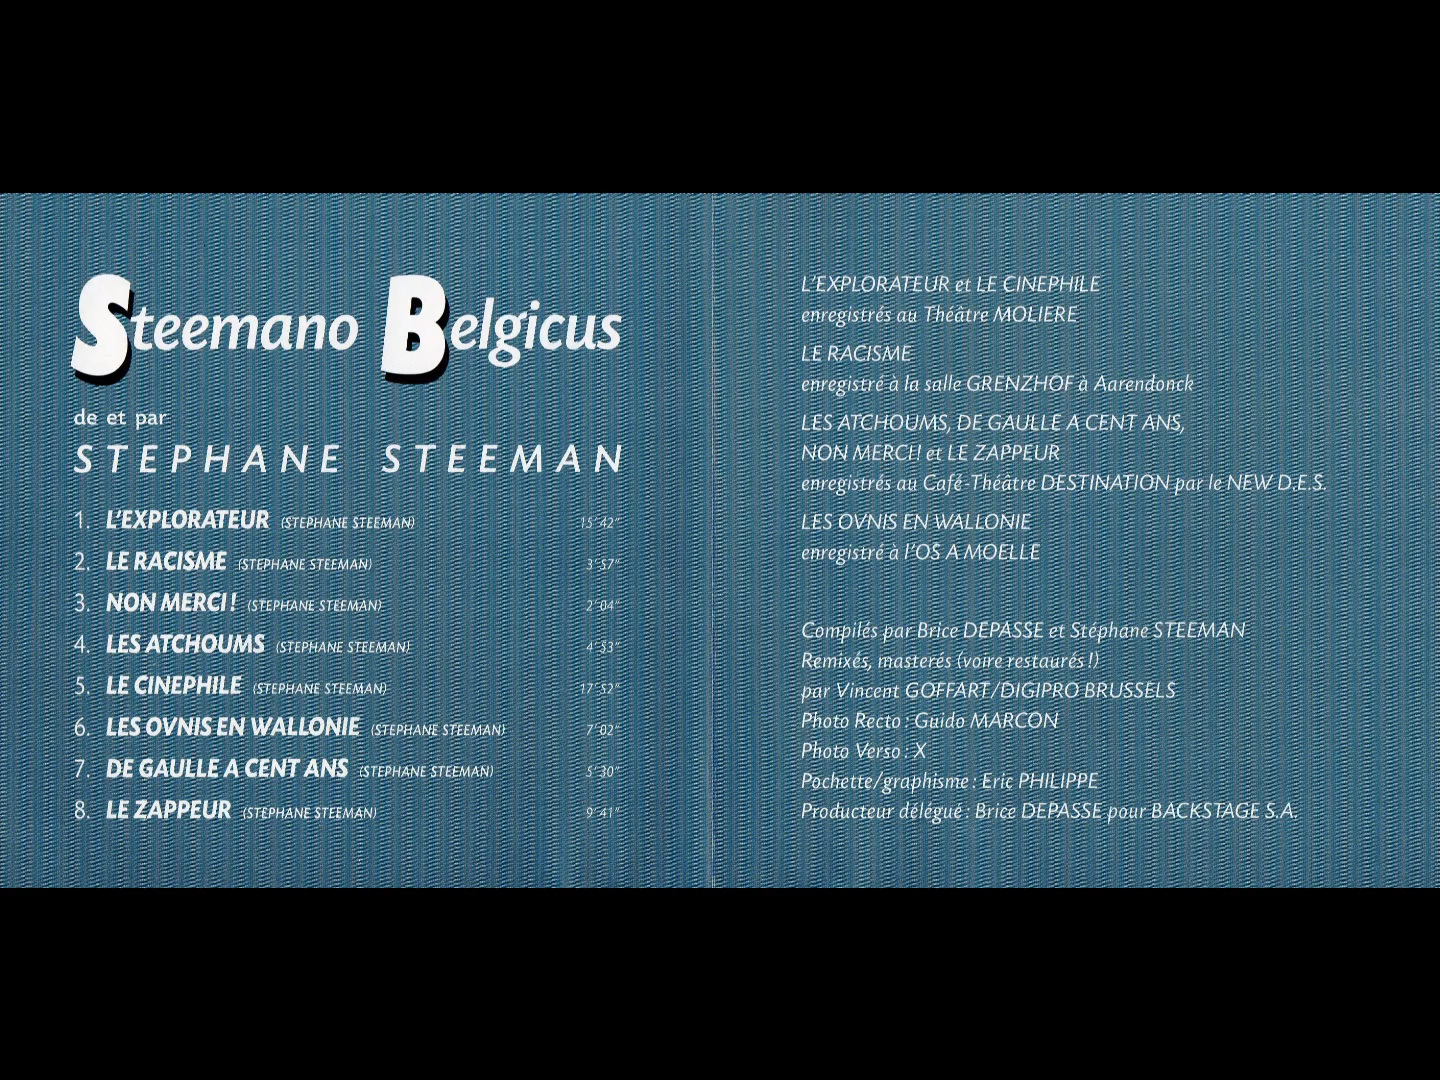 Steemano Belgicus
de et par
STEPHANE STEEMAN
1. L'EXPLORATEUR (STEPHANE STEEMAN) 15'42"
2. LE RACISME (STEPHANE STEEMAN) 3'57"
3. NON MERCI ! (STEPHANE STEEMAN) 2'04"
4. LES ATCHOUMS (STEPHANE STEEMAN) 4'53"
5. LE CINEPHILE (STEPHANE STEEMAN) 17'52"
6. LES OVNIS EN WALLONIE (STEPHANE STEEMAN) 7'02"
7. DE GAULLE A CENT ANS (STEPHANE STEEMAN) 5'30"
8. LE ZAPPEUR (STEPHANE STEEMAN) 9'41"
L'EXPLORATEUR et LE CINEPHILE
enregistrés au Théâtre MOLIERE
LE RACISME
enregistré à la salle GRENZHOF à Aarendonck
LES ATCHOUMS, DE GAULLE A CENT ANS,
NON MERCI ! et LE ZAPPEUR
enregistrés au Café-Théâtre DESTINATION par le NEW D.E.S.
LES OVNIS EN WALLONIE
enregistré à l'OS A MOELLE
Compilés par Brice DEPASSE et Stéphane STEEMAN
Remixés, masterés (voire restaurés !)
par Vincent GOFFART/DIGIPRO BRUSSELS
Photo Recto : Guido MARCON
Photo Verso : X
Pochette/graphisme : Eric PHILIPPE
Producteur délégué : Brice DEPASSE pour BACKSTAGE S.A.